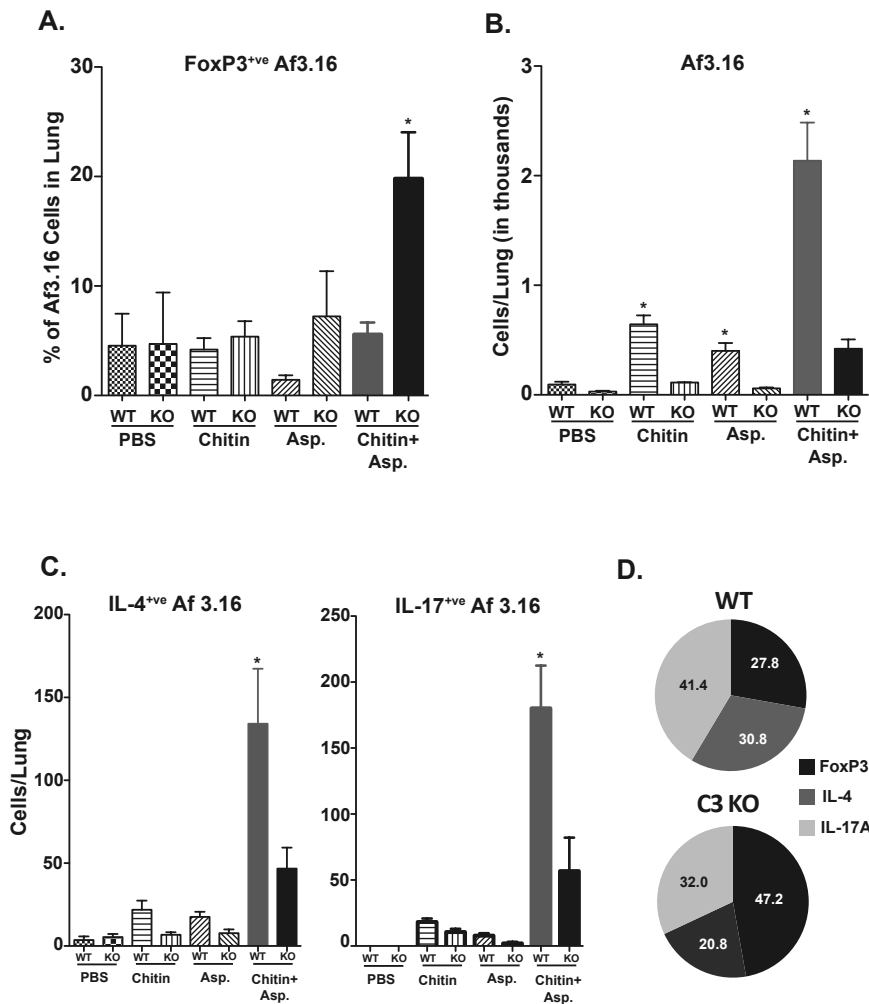 A.
FoxP3+ve Af3.16
% of Af3.16 Cells in Lung
30
20
10
0
*
WT KO WT KO WT KO WT KO
PBS Chitin Asp. Chitin+
Asp.
B.
Af3.16
Cells/Lung (in thousands)
3
2
1
0
* * *
WT KO WT KO WT KO WT KO
PBS Chitin Asp. Chitin+
Asp.
C.
IL-4+ve Af 3.16
Cells/Lung
200
150
100
50
0
*
WT KO WT KO WT KO WT KO
PBS Chitin Asp. Chitin+
Asp.
IL-17+ve Af 3.16
250
200
150
100
50
0
*
WT KO WT KO WT KO WT KO
PBS Chitin Asp. Chitin+
Asp.
D.
WT
27.8
41.4
30.8
FoxP3
IL-4
IL-17A
C3 KO
32.0
47.2
20.8